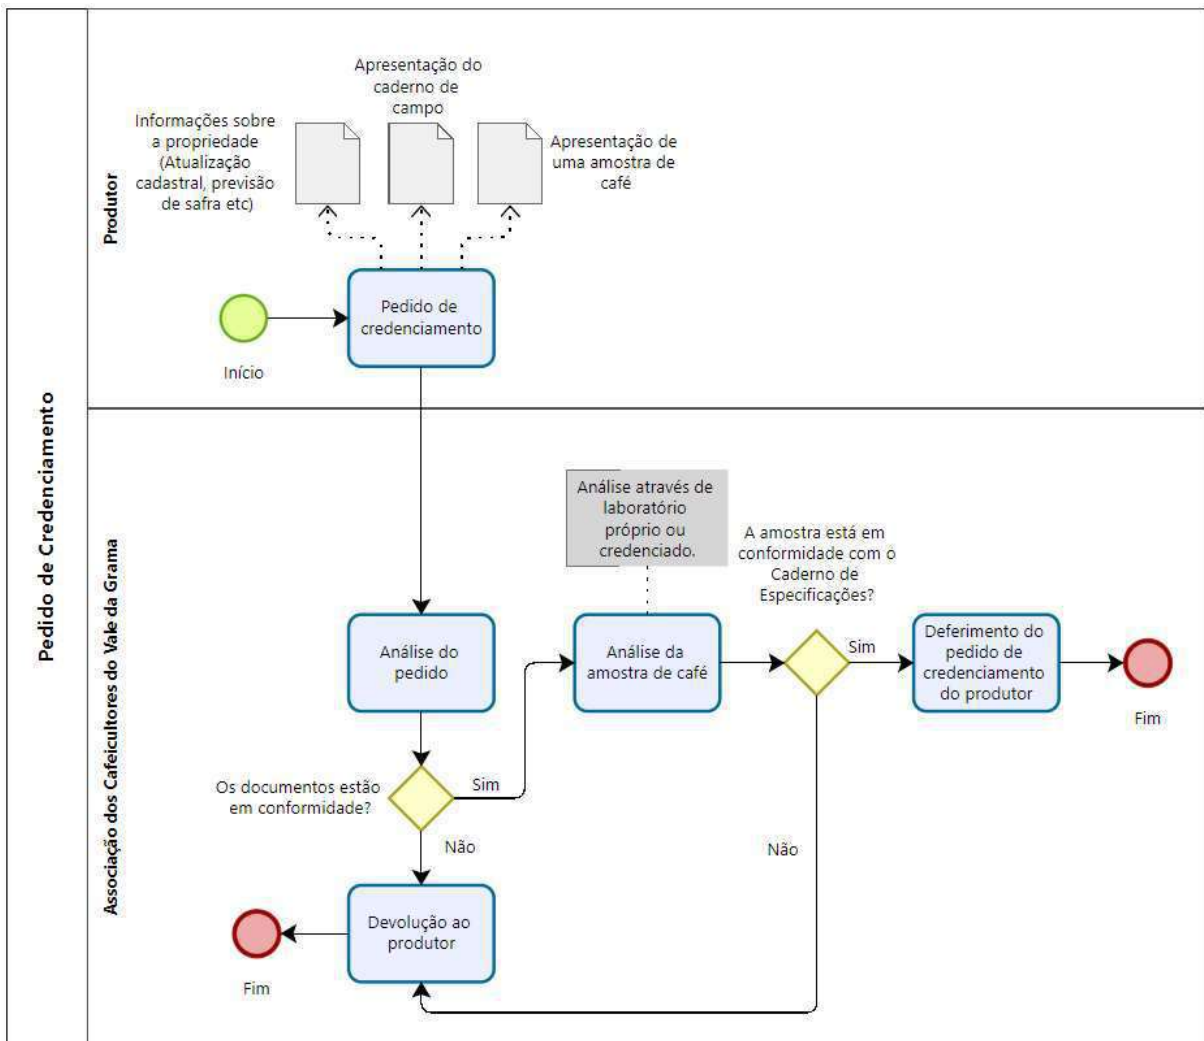 Pedido de Credenciamento
Produtor
Informações sobre
a propriedade
(Atualização
cadastral, previsão
de safra etc)
Apresentação do
caderno de
campo
Apresentação de
uma amostra de
café
Início
Pedido de
credenciamento
Associação dos Cafeicultores do Vale da Grama
Análise do
pedido
Os documentos estão
em conformidade?
Sim
Não
Devolução ao
produtor
Fim
Análise através de
laboratório
próprio ou
credenciado.
Análise da
amostra de café
A amostra está em
conformidade com o
Caderno de
Especificações?
Sim
Não
Deferimento do
pedido de
credenciamento
do produtor
Fim